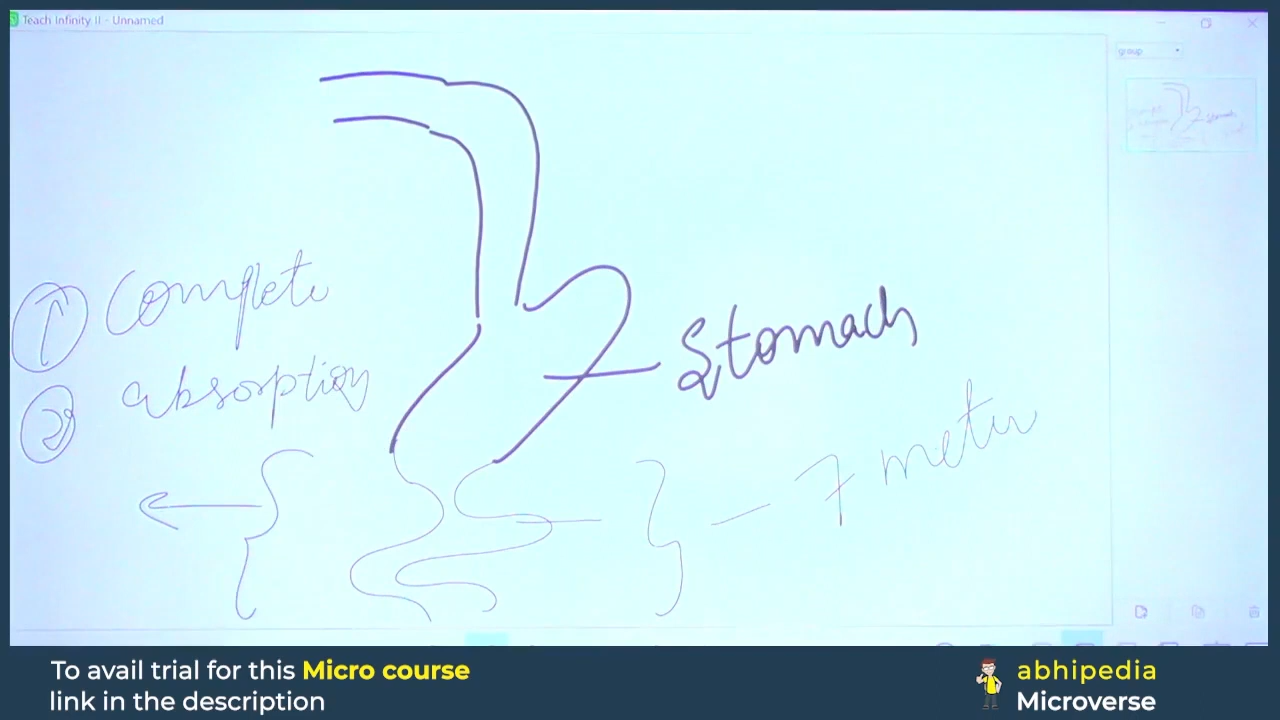 Teach Infinity II - Unnamed
group
① Complete
② absorption
Stomach
7 meter
To avail trial for this Micro course
link in the description
abhipedia
Microverse